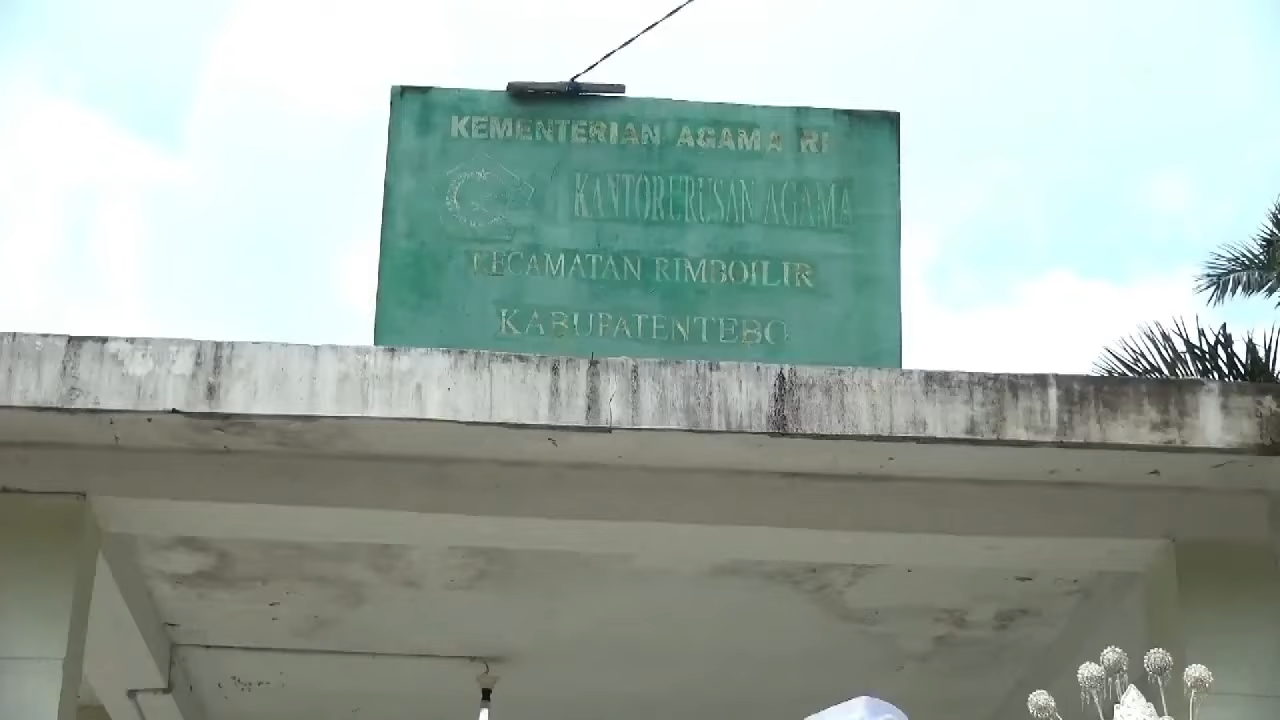 KEMENTERIAN AGAMA RI
KANTORURUSAN AGAMA
KECAMATAN RIMBOILIR
KABUPATENTEBO